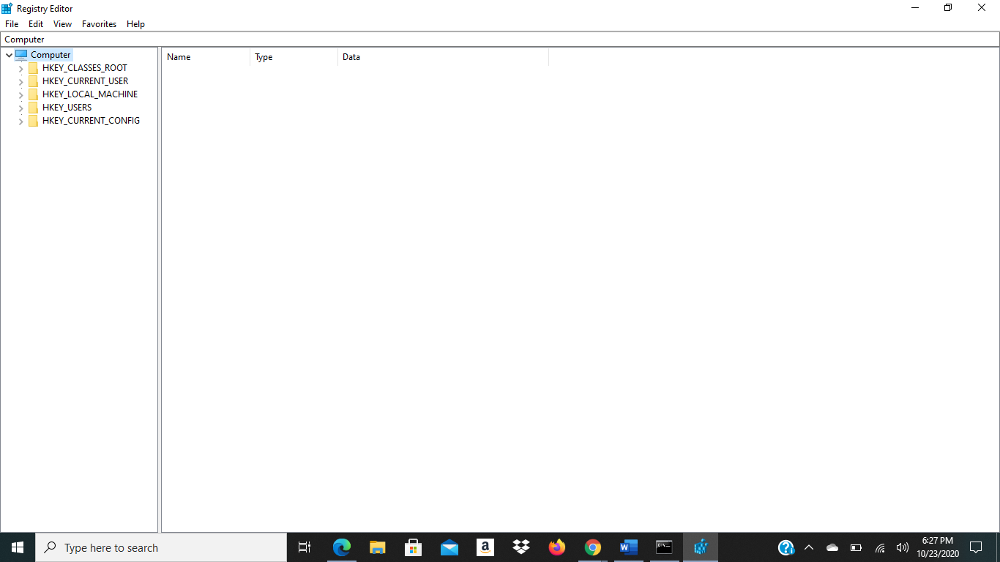 Registry Editor
File Edit View Favorites Help
Computer
Computer
HKEY_CLASSES_ROOT
HKEY_CURRENT_USER
HKEY_LOCAL_MACHINE
HKEY_USERS
HKEY_CURRENT_CONFIG
Name Type Data
Type here to search
a
W
C:\.
?
6:27 PM
10/23/2020